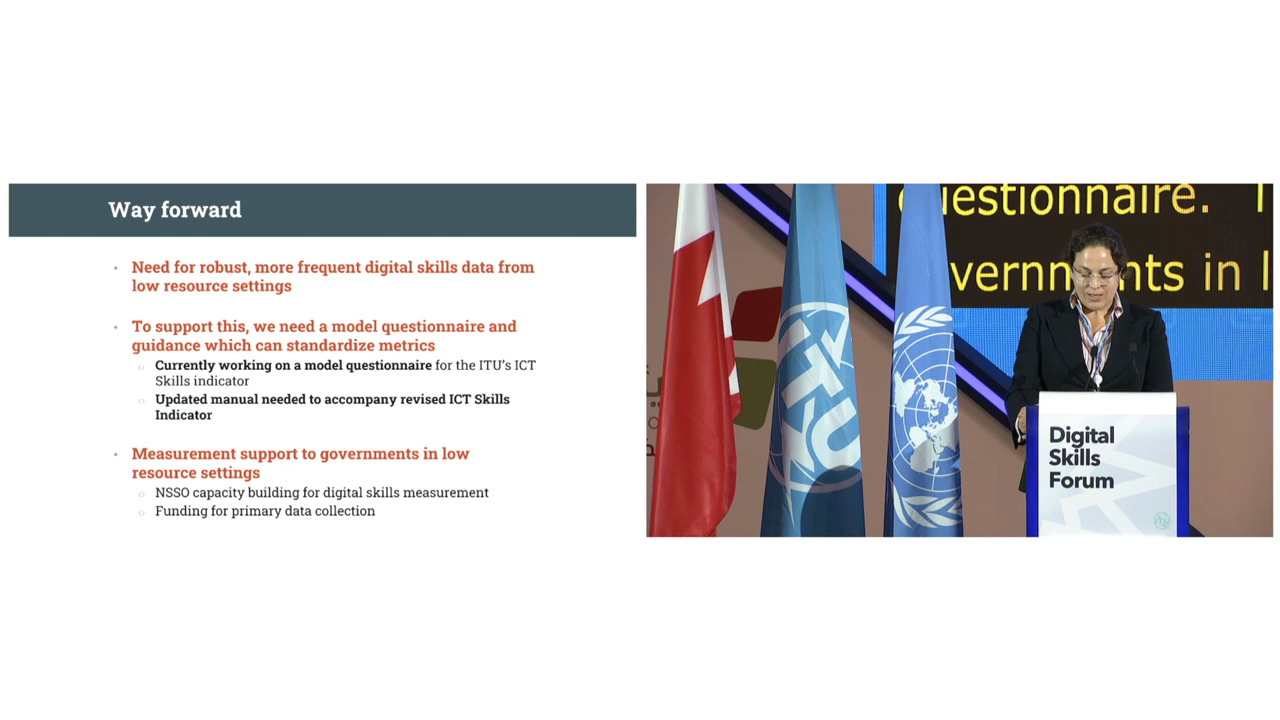 Way forward
Need for robust, more frequent digital skills data from
low resource settings
To support this, we need a model questionnaire and
guidance which can standardize metrics
Currently working on a model questionnaire for the ITU's ICT
Skills indicator
Updated manual needed to accompany revised ICT Skills
Indicator
Measurement support to governments in low
resource settings
NSSO capacity building for digital skills measurement
Funding for primary data collection
questionnaire.
in
ITU
Digital
Skills
Forum